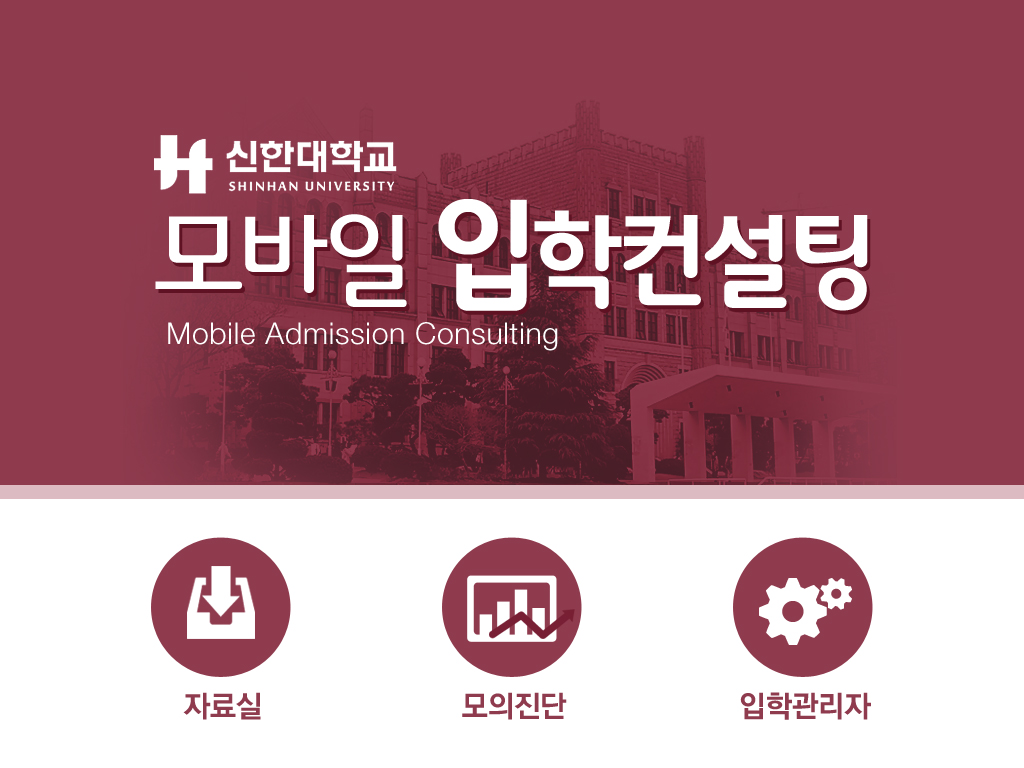 신한대학교
SHINHAN UNIVERSITY
모바일 입학컨설팅
Mobile Admission Consulting
자료실
모의진단
입학관리자